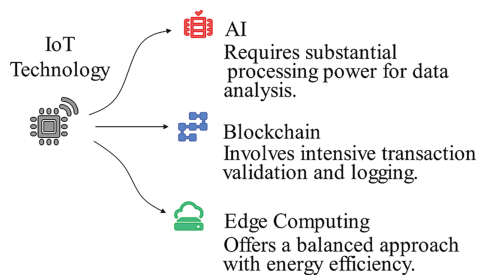 IoT
Technology
AI
Requires substantial
processing power for data
analysis.
Blockchain
Involves intensive transaction
validation and logging.
Edge Computing
Offers a balanced approach
with energy efficiency.